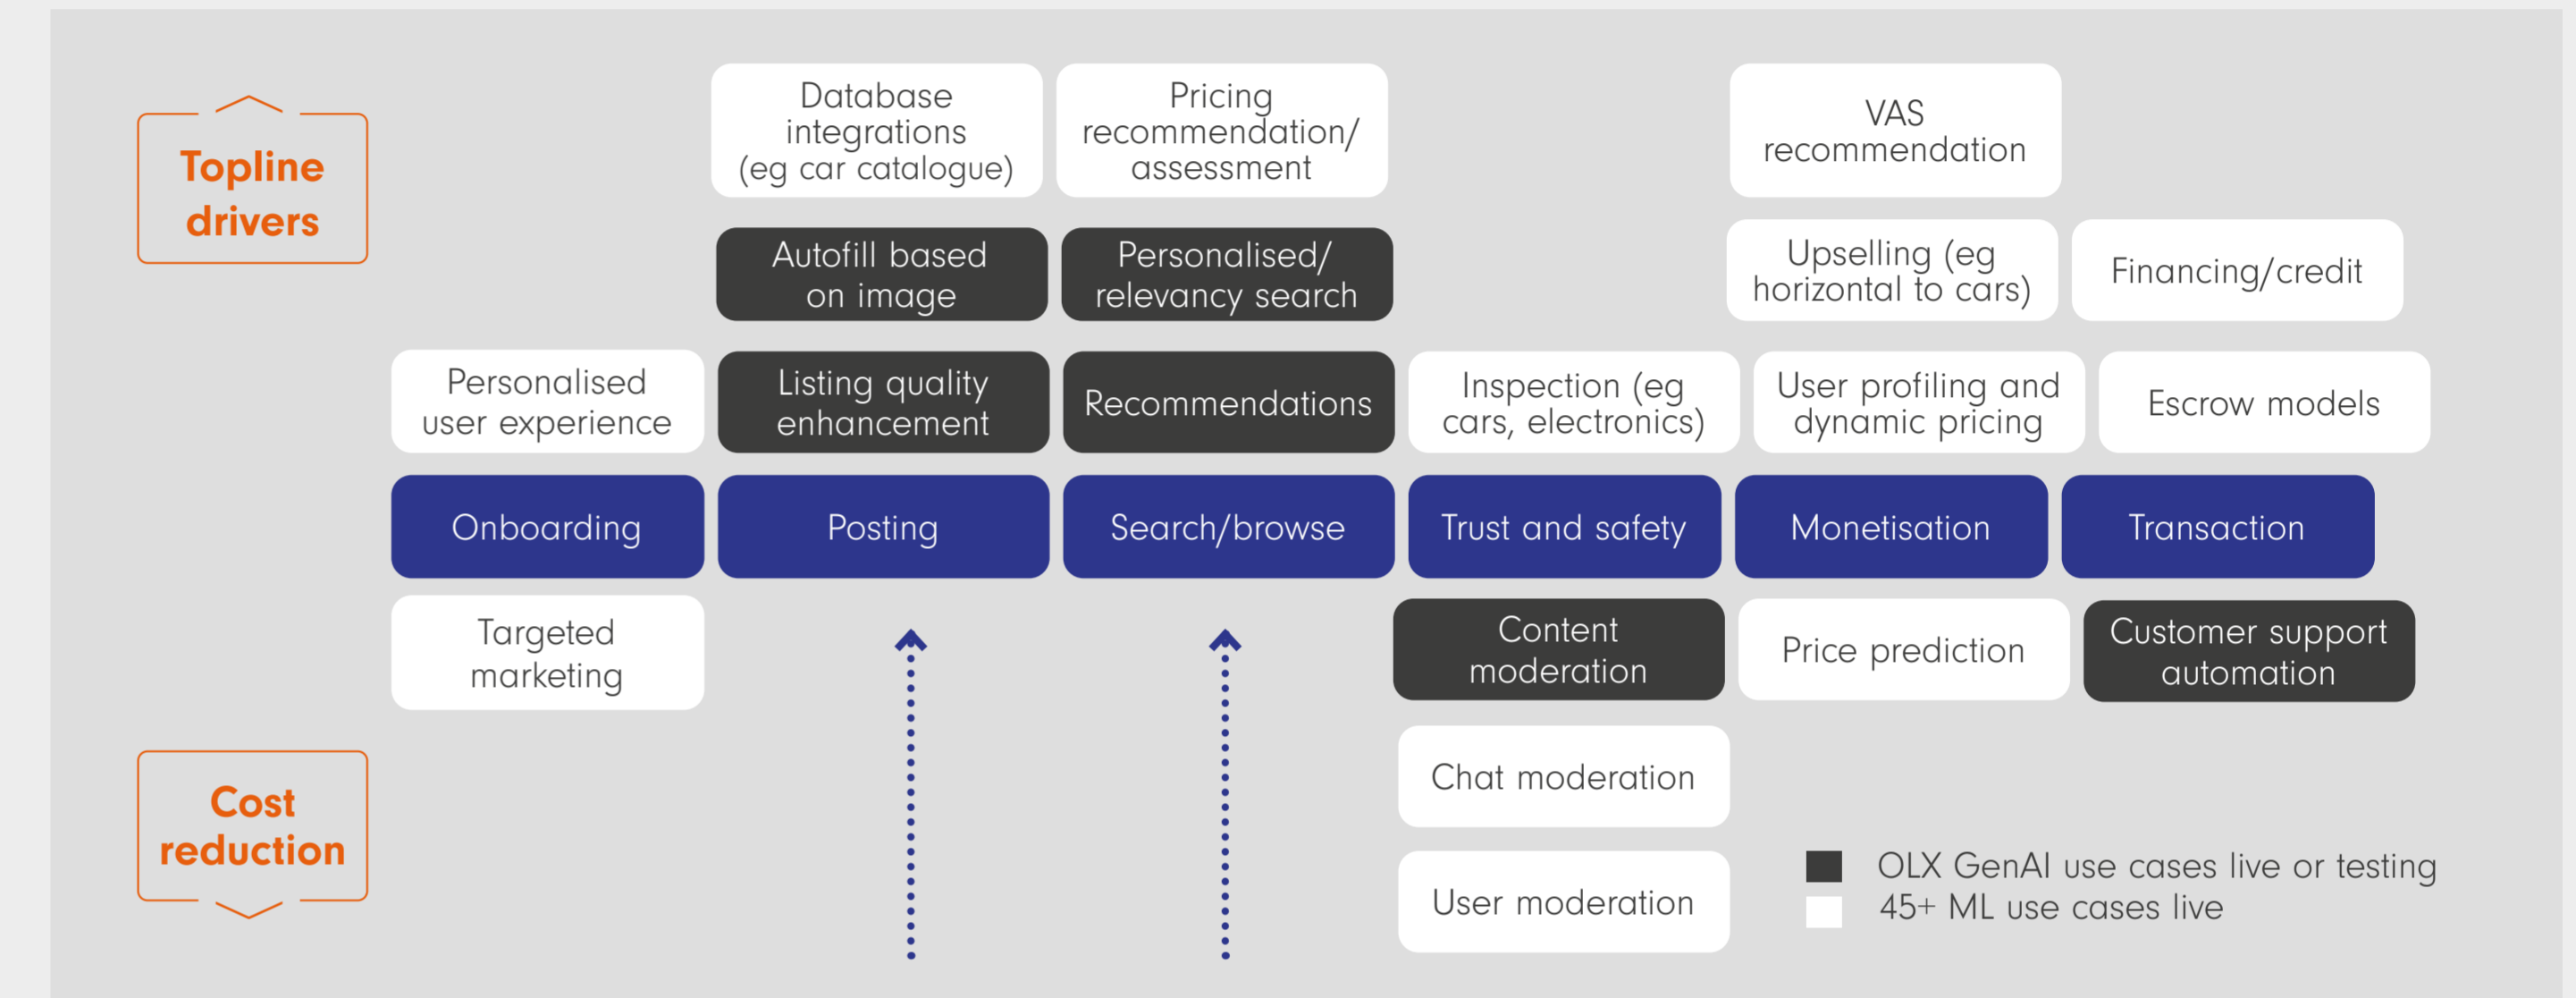 Topline
drivers
Database
integrations
(eg car catalogue)
Pricing
recommendation/
assessment
VAS
recommendation
Autofill based
on image
Personalised/
relevancy search
Upselling (eg
horizontal to cars)
Financing/credit
Personalised
user experience
Listing quality
enhancement
Recommendations
Inspection (eg
cars, electronics)
User profiling and
dynamic pricing
Escrow models
Onboarding
Posting
Search/browse
Trust and safety
Monetisation
Transaction
Targeted
marketing
Content
moderation
Price prediction
Customer support
automation
Chat moderation
User moderation
Cost
reduction
OLX GenAI use cases live or testing
45+ ML use cases live